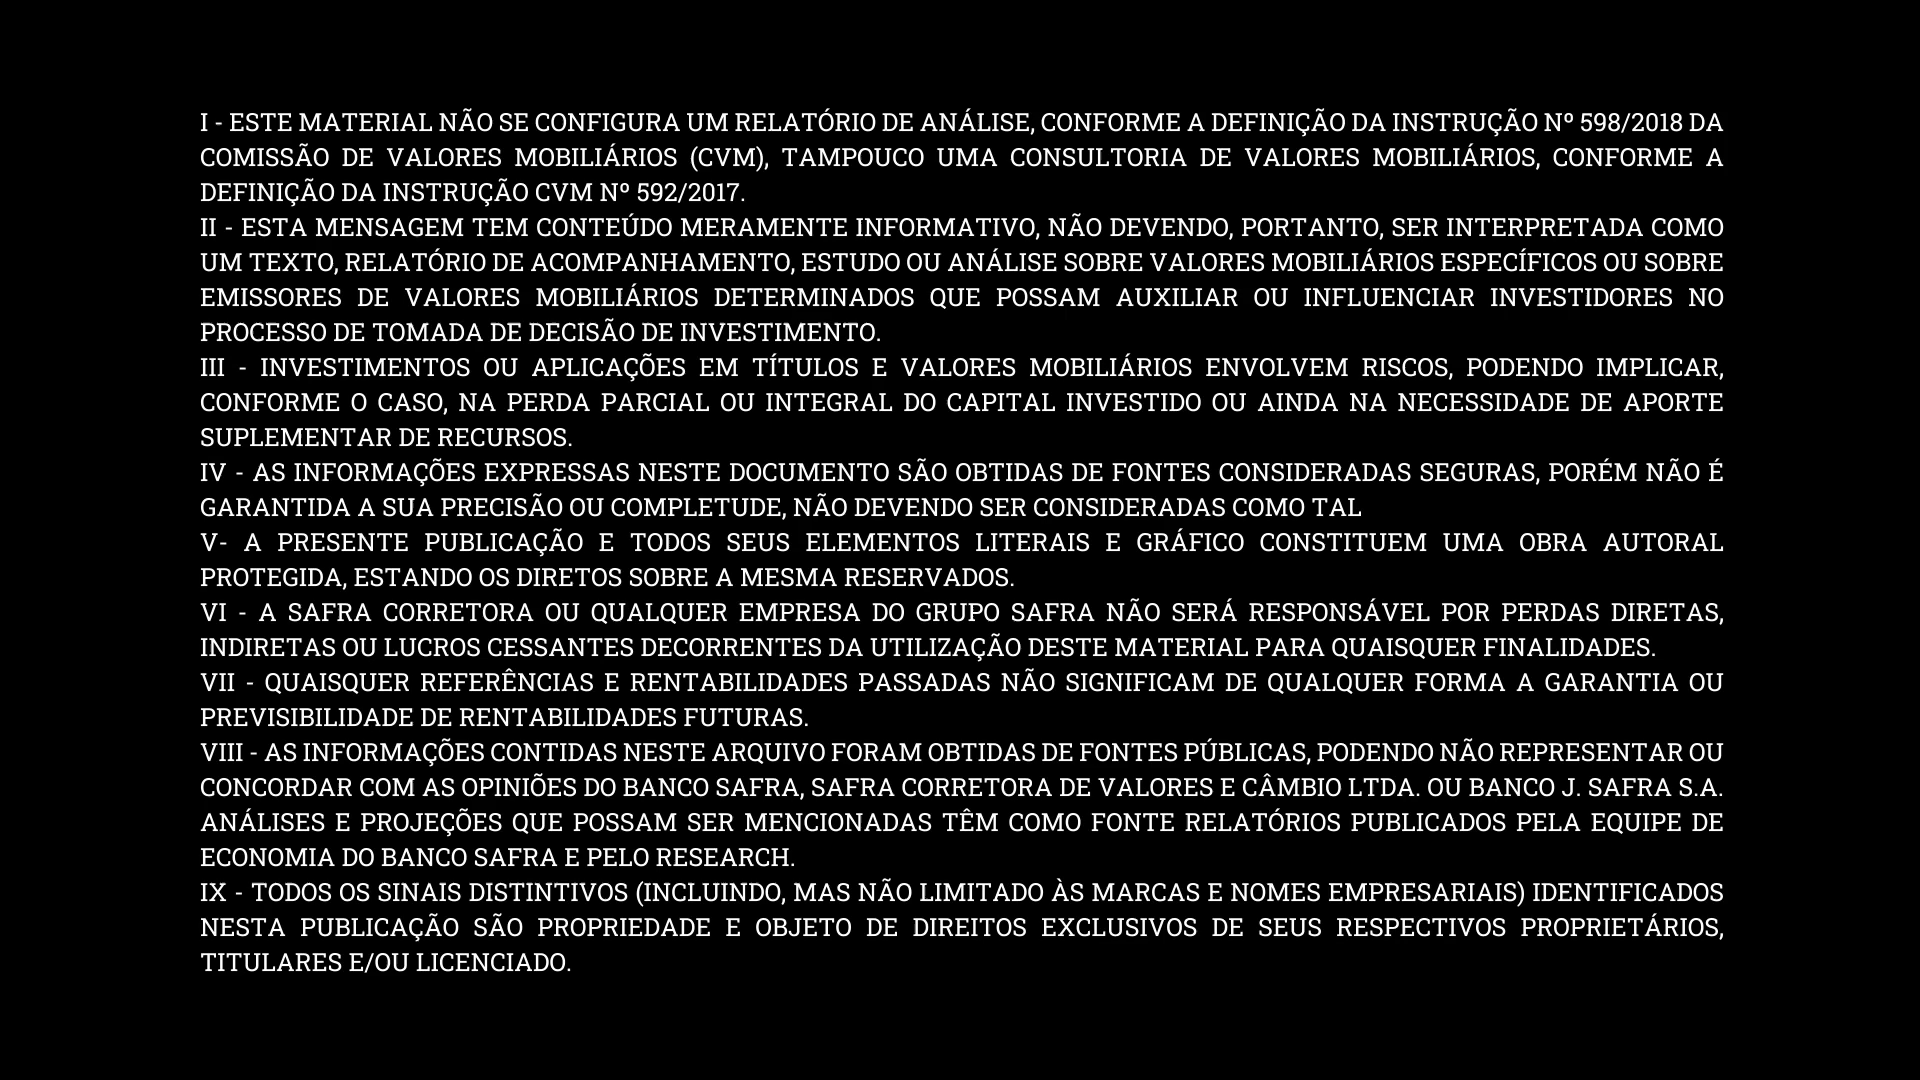 I - ESTE MATERIAL NÃO SE CONFIGURA UM RELATÓRIO DE ANÁLISE, CONFORME A DEFINIÇÃO DA INSTRUÇÃO Nº 598/2018 DA
COMISSÃO DE VALORES MOBILIÁRIOS (CVM), TAMPOUCO UMA CONSULTORIA DE VALORES MOBILIÁRIOS, CONFORME A
DEFINIÇÃO DA INSTRUÇÃO CVM Nº 592/2017.
II - ESTA MENSAGEM TEM CONTEÚDO MERAMENTE INFORMATIVO, NÃO DEVENDO, PORTANTO, SER INTERPRETADA COMO
UM TEXTO, RELATÓRIO DE ACOMPANHAMENTO, ESTUDO OU ANÁLISE SOBRE VALORES MOBILIÁRIOS ESPECÍFICOS OU SOBRE
EMISSORES DE VALORES MOBILIÁRIOS DETERMINADOS QUE POSSAM AUXILIAR OU INFLUENCIAR INVESTIDORES NO
PROCESSO DE TOMADA DE DECISÃO DE INVESTIMENTO.
III - INVESTIMENTOS OU APLICAÇÕES EM TÍTULOS E VALORES MOBILIÁRIOS ENVOLVEM RISCOS, PODENDO IMPLICAR,
CONFORME O CASO, NA PERDA PARCIAL OU INTEGRAL DO CAPITAL INVESTIDO OU AINDA NA NECESSIDADE DE APORTE
SUPLEMENTAR DE RECURSOS.
IV - AS INFORMAÇÕES EXPRESSAS NESTE DOCUMENTO SÃO OBTIDAS DE FONTES CONSIDERADAS SEGURAS, PORÉM NÃO É
GARANTIDA A SUA PRECISÃO OU COMPLETUDE, NÃO DEVENDO SER CONSIDERADAS COMO TAL
V- A PRESENTE PUBLICAÇÃO E TODOS SEUS ELEMENTOS LITERAIS E GRÁFICO CONSTITUEM UMA OBRA AUTORAL
PROTEGIDA, ESTANDO OS DIRETOS SOBRE A MESMA RESERVADOS.
VI - A SAFRA CORRETORA OU QUALQUER EMPRESA DO GRUPO SAFRA NÃO SERÁ RESPONSÁVEL POR PERDAS DIRETAS,
INDIRETAS OU LUCROS CESSANTES DECORRENTES DA UTILIZAÇÃO DESTE MATERIAL PARA QUAISQUER FINALIDADES.
VII - QUAISQUER REFERÊNCIAS E RENTABILIDADES PASSADAS NÃO SIGNIFICAM DE QUALQUER FORMA A GARANTIA OU
PREVISIBILIDADE DE RENTABILIDADES FUTURAS.
VIII - AS INFORMAÇÕES CONTIDAS NESTE ARQUIVO FORAM OBTIDAS DE FONTES PÚBLICAS, PODENDO NÃO REPRESENTAR OU
CONCORDAR COM AS OPINIÕES DO BANCO SAFRA, SAFRA CORRETORA DE VALORES E CÂMBIO LTDA. OU BANCO J. SAFRA S.A.
ANÁLISES E PROJEÇÕES QUE POSSAM SER MENCIONADAS TÊM COMO FONTE RELATÓRIOS PUBLICADOS PELA EQUIPE DE
ECONOMIA DO BANCO SAFRA E PELO RESEARCH.
IX - TODOS OS SINAIS DISTINTIVOS (INCLUINDO, MAS NÃO LIMITADO ÀS MARCAS E NOMES EMPRESARIAIS) IDENTIFICADOS
NESTA PUBLICAÇÃO SÃO PROPRIEDADE E OBJETO DE DIREITOS EXCLUSIVOS DE SEUS RESPECTIVOS PROPRIETÁRIOS,
TITULARES E/OU LICENCIADO.